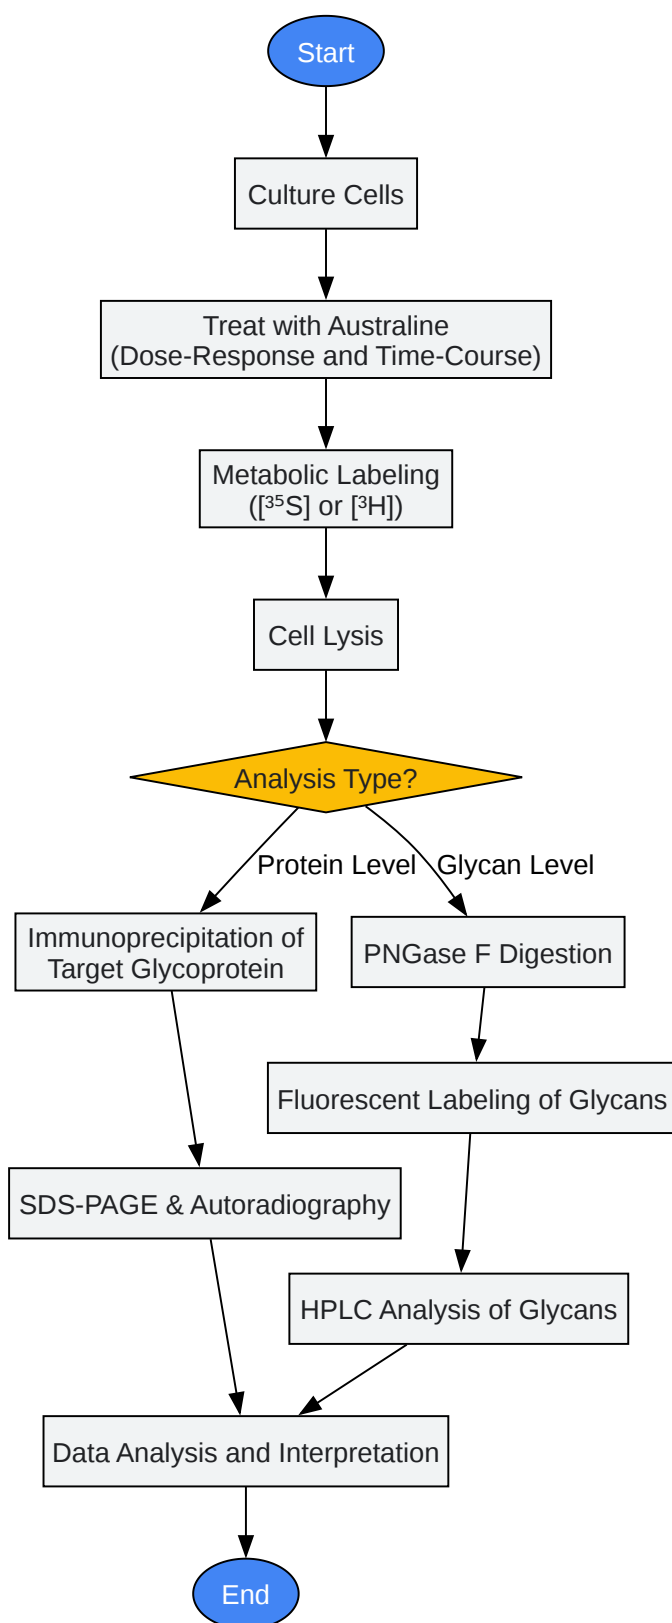 Start
Culture Cells
Treat with Australine
(Dose-Response and Time-Course)
Metabolic Labeling
([³⁵S] or [³H])
Cell Lysis
Analysis Type?
Protein Level
Glycan Level
Immunoprecipitation of
Target Glycoprotein
PNGase F Digestion
Fluorescent Labeling of Glycans
SDS-PAGE & Autoradiography
HPLC Analysis of Glycans
Data Analysis and Interpretation
End